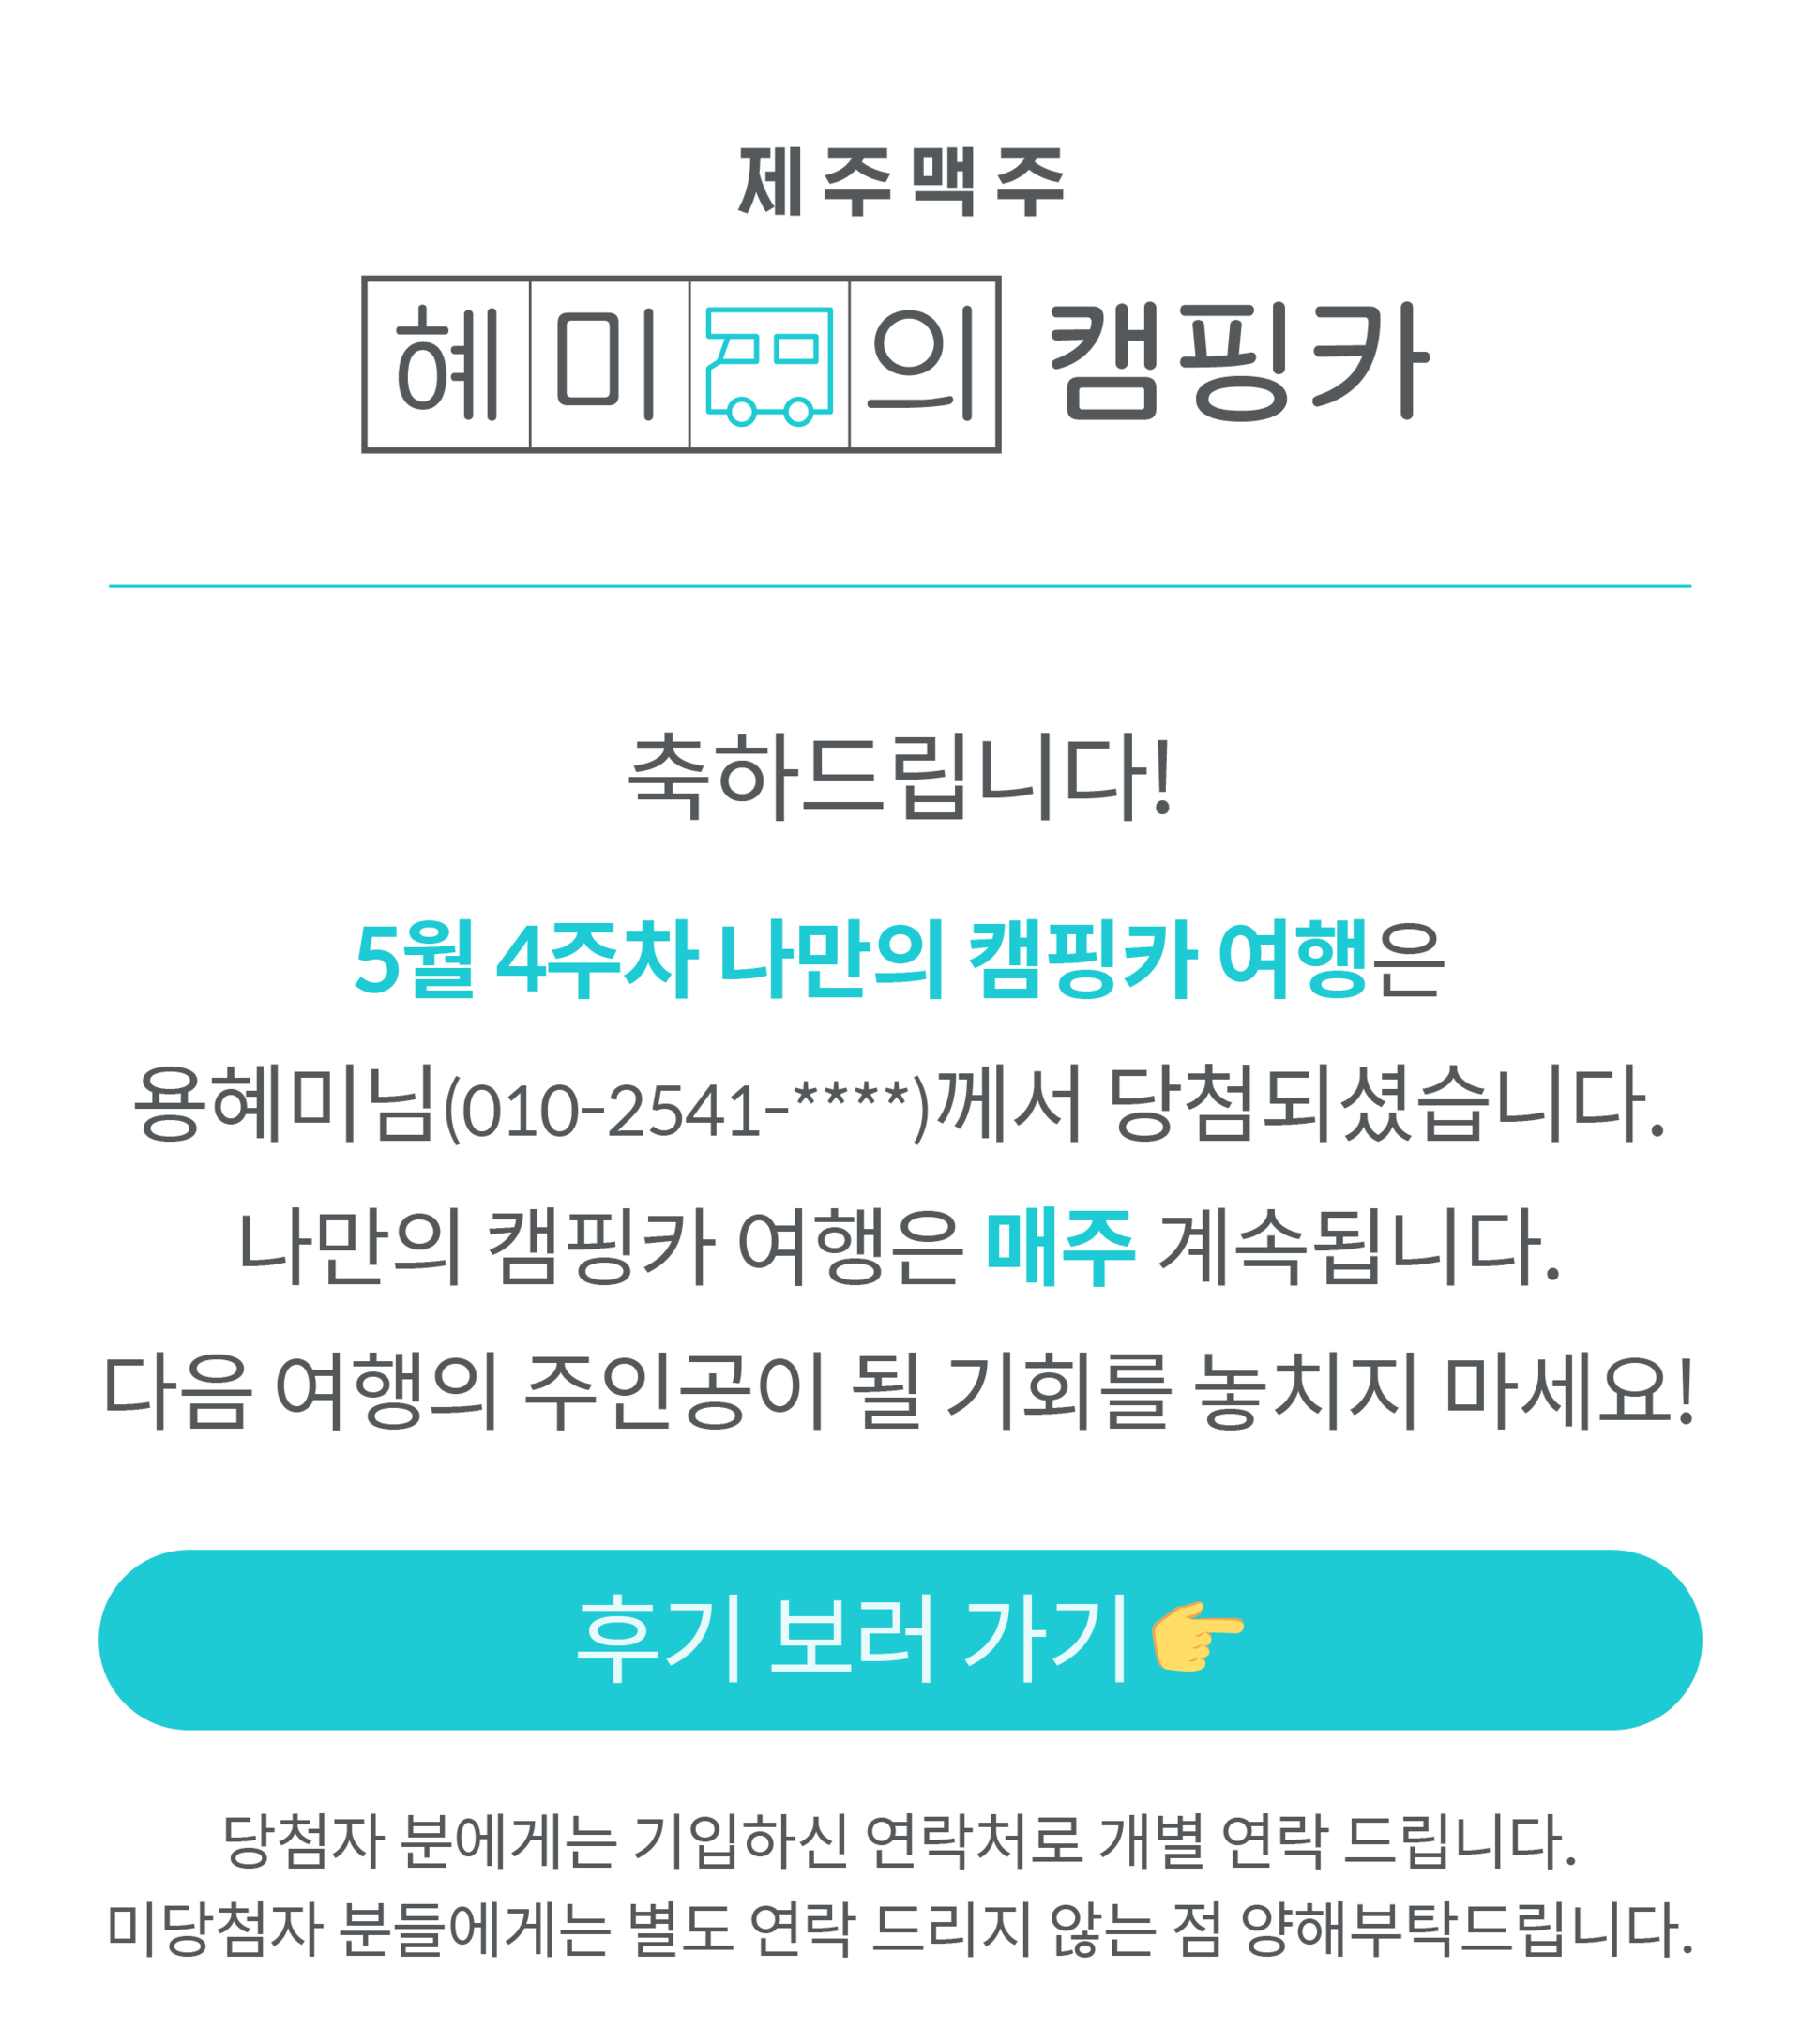 제주맥주
혜미의 캠핑카
축하드립니다!
5월 4주차 나만의 캠핑카 여행은
용혜미님(010-2541-****)께서 당첨되셨습니다.
나만의 캠핑카 여행은 매주 계속됩니다.
다음 여행의 주인공이 될 기회를 놓치지 마세요!
후기 보러 가기 👉
당첨자 분에게는 기입하신 연락처로 개별 연락 드립니다.
미당첨자 분들에게는 별도 연락 드리지 않는 점 양해부탁드립니다.